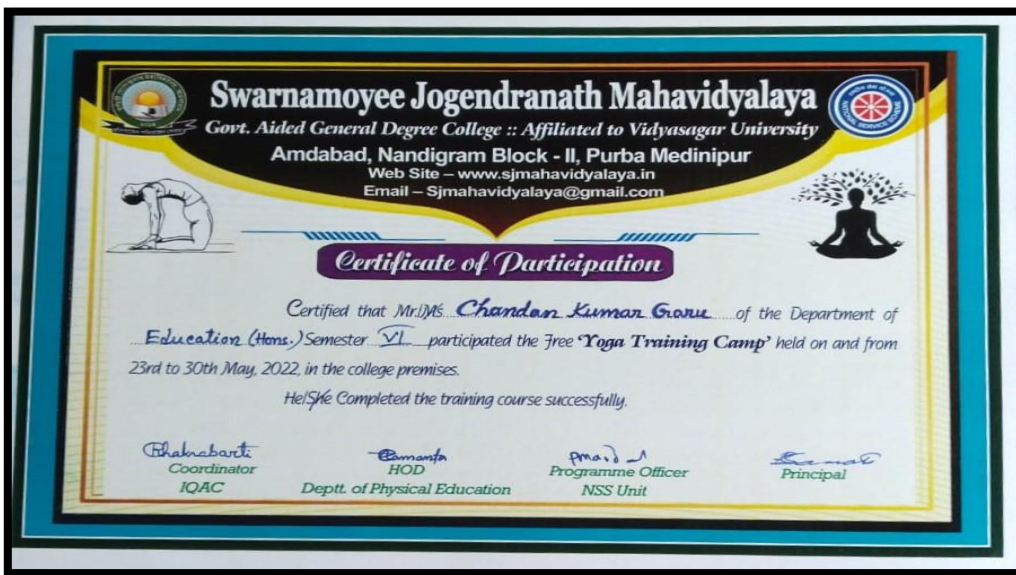 Swarnamoyee Jogendranath Mahavidyalaya
Govt. Aided General Degree College :: Affiliated to Vidyasagar University
Amdabad, Nandigram Block - II, Purba Medinipur
Web Site – www.sjmahavidyalaya.in
Email – Sjmahavidyalaya@gmail.com
NATIONAL SERVICE SCHEME
Certificate of Participation
Certified that Mr./Ms. Chandan Kumar Garu of the Department of
Education (Hons.) Semester VI participated the Free 'Yoga Training Camp' held on and from
23rd to 30th May, 2022, in the college premises.
He/She Completed the training course successfully.
Coordinator
IQAC
HOD
Deptt. of Physical Education
Programme Officer
NSS Unit
Principal